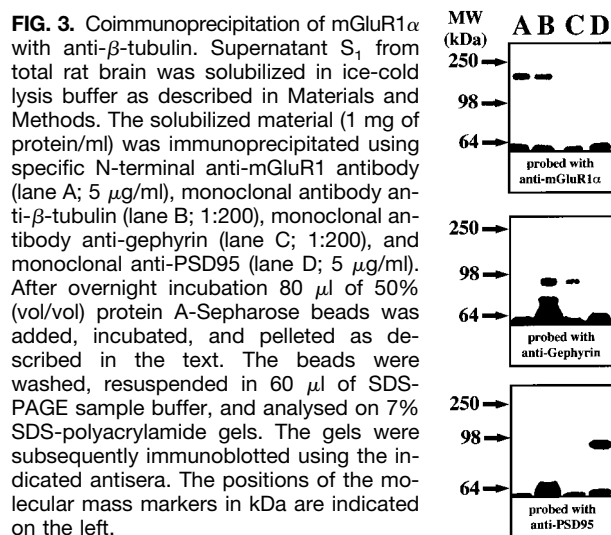 FIG. 3. Coimmunoprecipitation of mGluR1α
with anti-β-tubulin. Supernatant S₁ from
total rat brain was solubilized in ice-cold
lysis buffer as described in Materials and
Methods. The solubilized material (1 mg of
protein/ml) was immunoprecipitated using
specific N-terminal anti-mGluR1 antibody
(lane A; 5 μg/ml), monoclonal antibody an-
ti-β-tubulin (lane B; 1:200), monoclonal an-
tibody anti-gephyrin (lane C; 1:200), and
monoclonal anti-PSD95 (lane D; 5 μg/ml).
After overnight incubation 80 μl of 50%
(vol/vol) protein A-Sepharose beads was
added, incubated, and pelleted as de-
scribed in the text. The beads were
washed, resuspended in 60 μl of SDS-
PAGE sample buffer, and analysed on 7%
SDS-polyacrylamide gels. The gels were
subsequently immunoblotted using the in-
dicated antisera. The positions of the mo-
lecular mass markers in kDa are indicated
on the left.
MW
(kDa)
A B C D
250
98
64
probed with
anti-mGluR1α
250
98
64
probed with
anti-Gephyrin
250
98
64
probed with
anti-PSD95